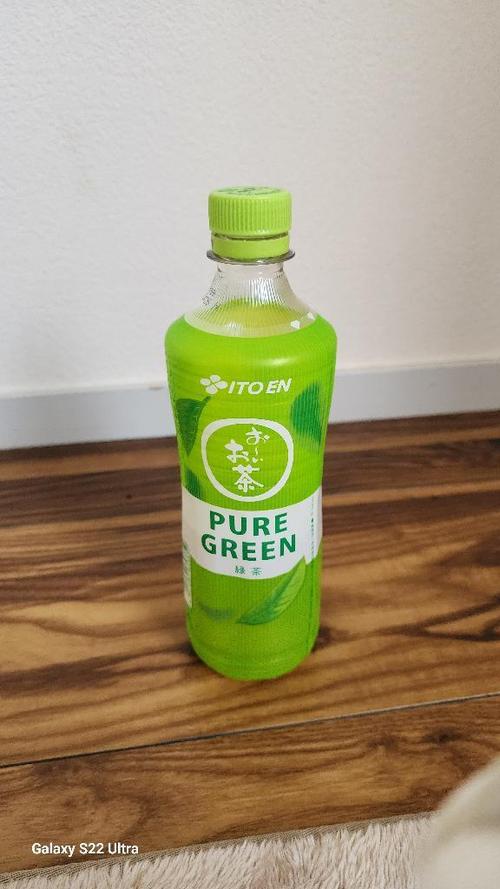 ITO EN
お〜い
お茶
PURE
GREEN
緑茶
Galaxy S22 Ultra